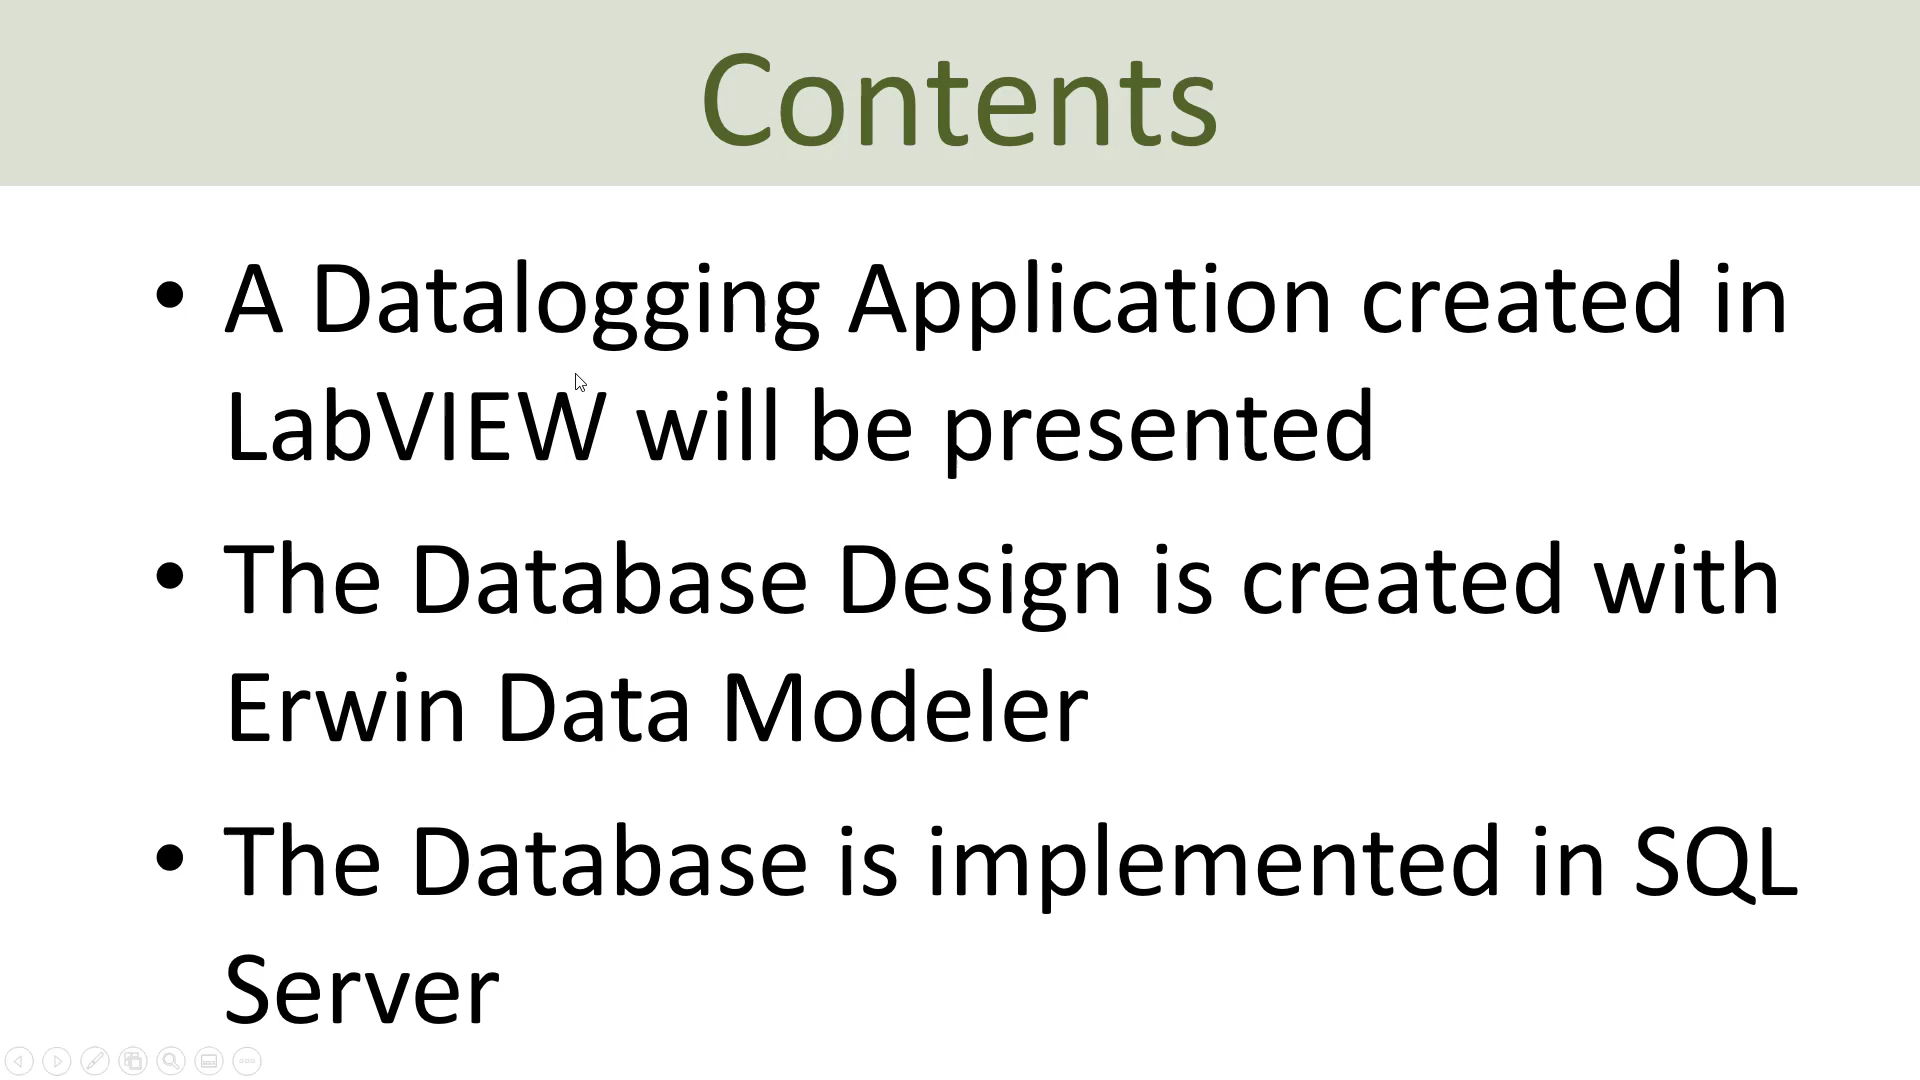 Contents
• A Datalogging Application created in
LabVIEW will be presented
• The Database Design is created with
Erwin Data Modeler
• The Database is implemented in SQL
Server